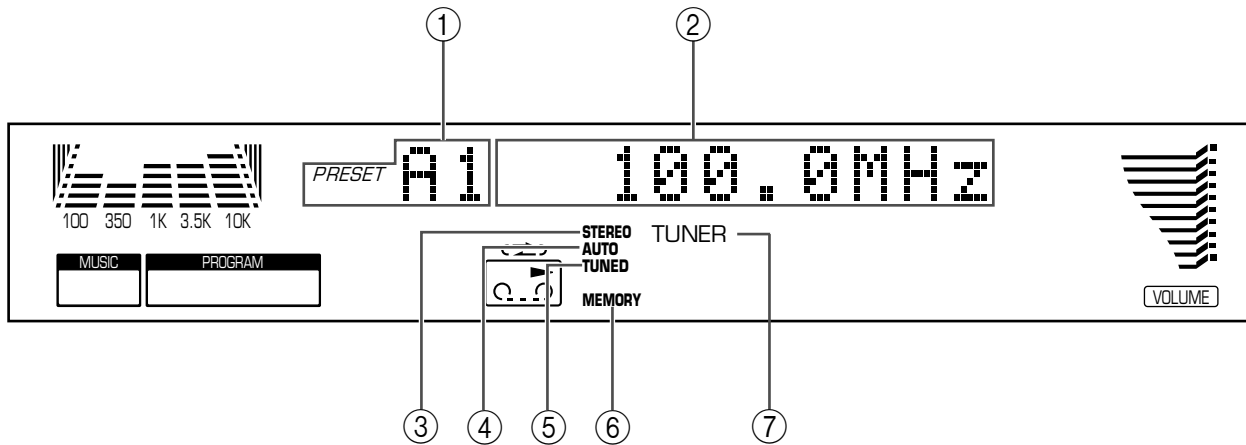 1 2
PRESET A1 100.0MHz
100 350 1K 3.5K 10K
STEREO TUNER
AUTO
TUNED
MEMORY
MUSIC PROGRAM
VOLUME
3 4 5 6 7